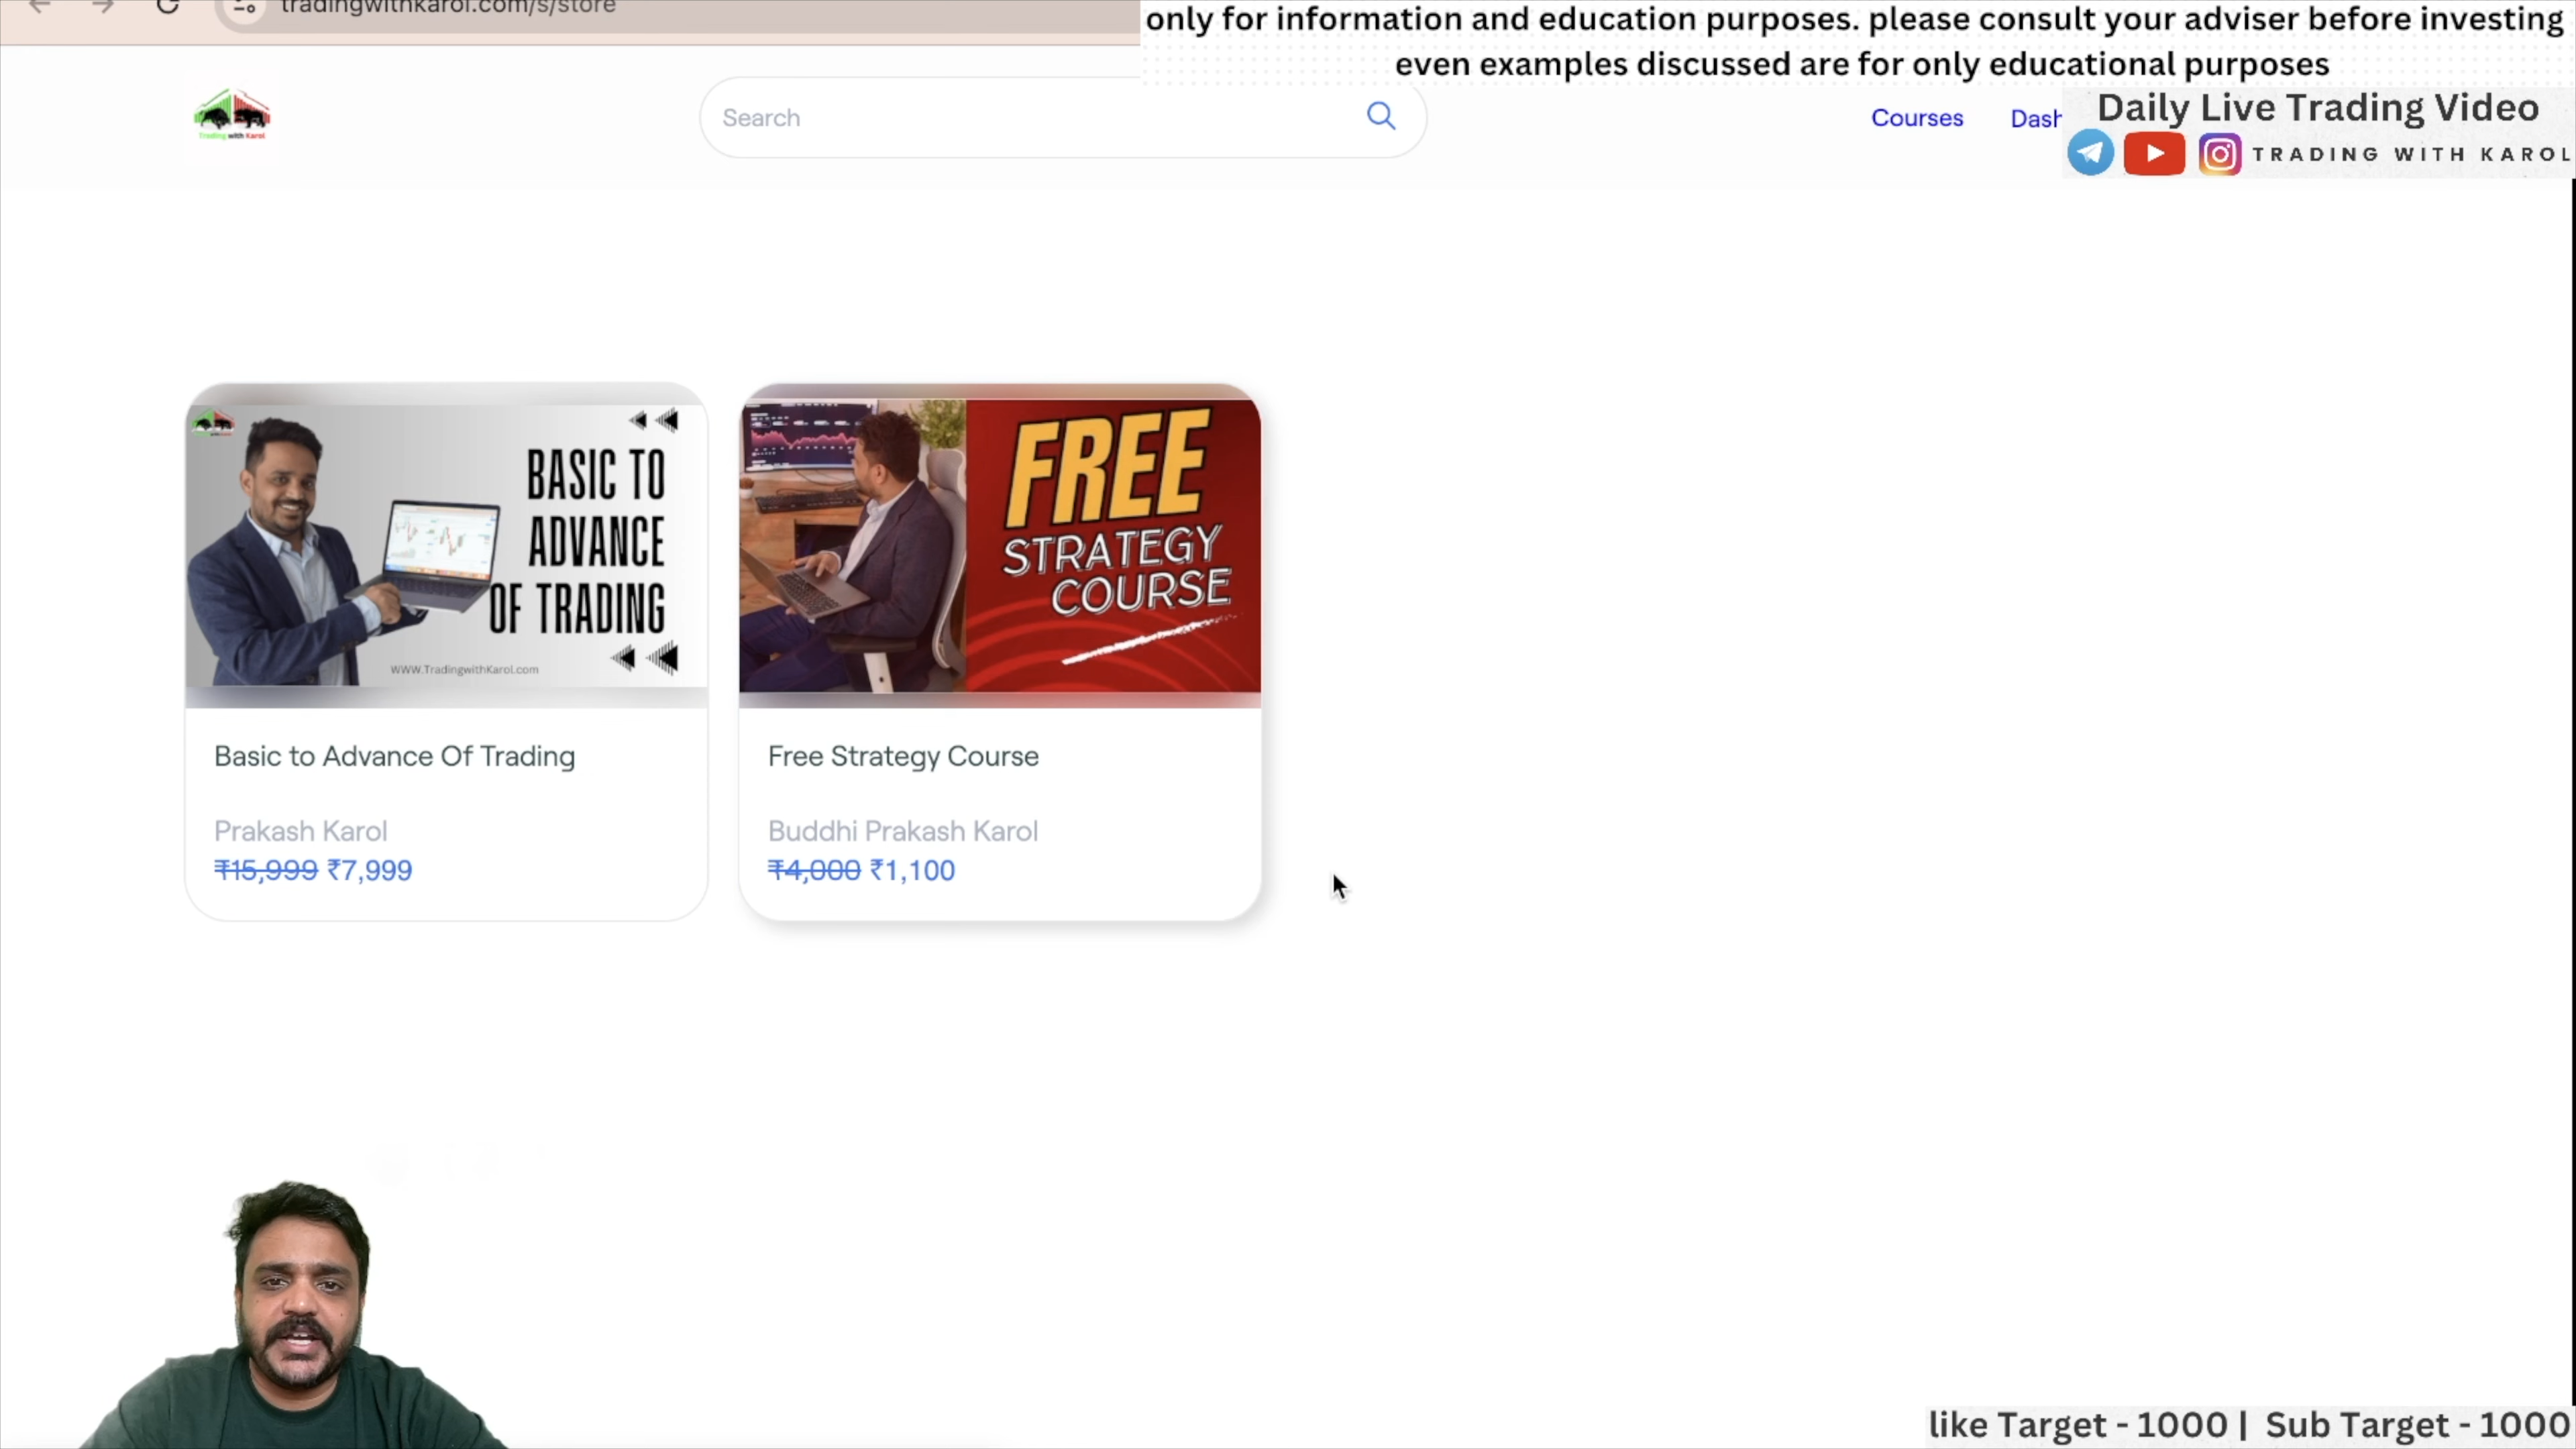 tradingwithkarol.com/s/store
only for information and education purposes. please consult your adviser before investing
even examples discussed are for only educational purposes
Trading with Karol
Search
Courses
Dash
Daily Live Trading Video
TRADING WITH KAROL
BASIC TO
ADVANCE
OF TRADING
WWW.TradingwithKarol.com
FREE
STRATEGY
COURSE
Basic to Advance Of Trading
Prakash Karol
₹15,999 ₹7,999
Free Strategy Course
Buddhi Prakash Karol
₹4,000 ₹1,100
like Target - 1000 | Sub Target - 1000